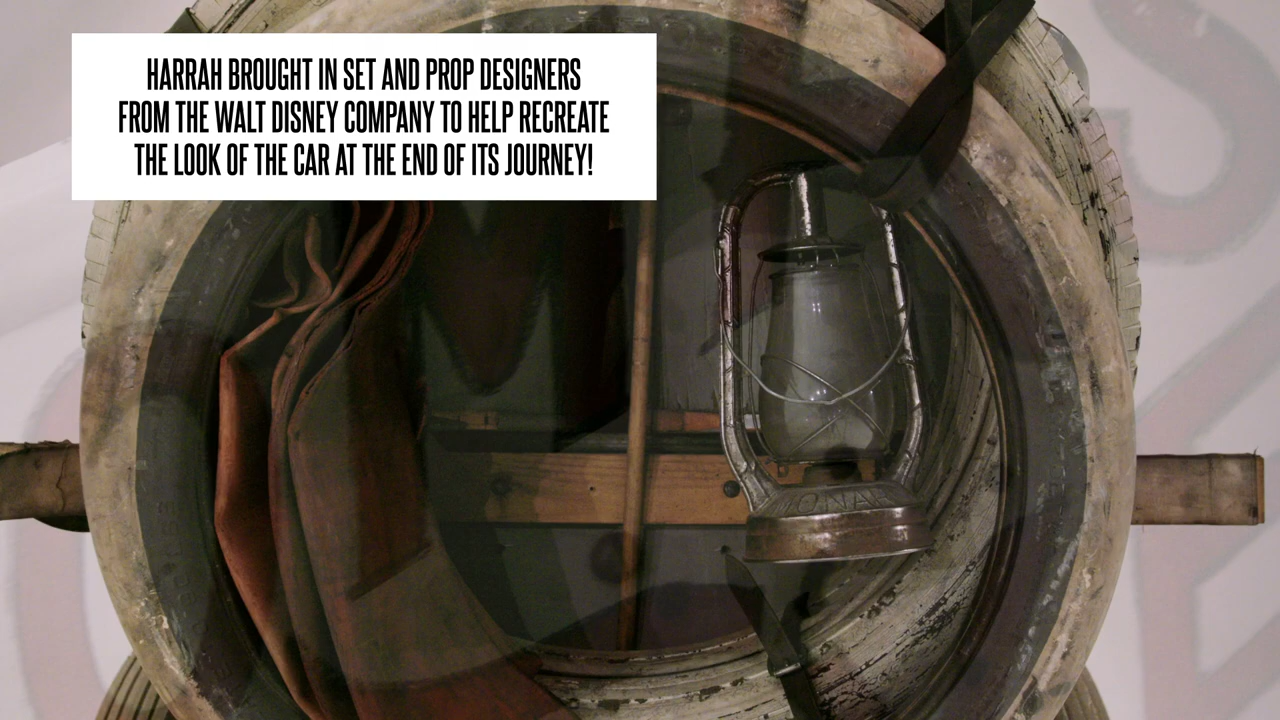 HARRAH BROUGHT IN SET AND PROP DESIGNERS
FROM THE WALT DISNEY COMPANY TO HELP RECREATE
THE LOOK OF THE CAR AT THE END OF ITS JOURNEY!